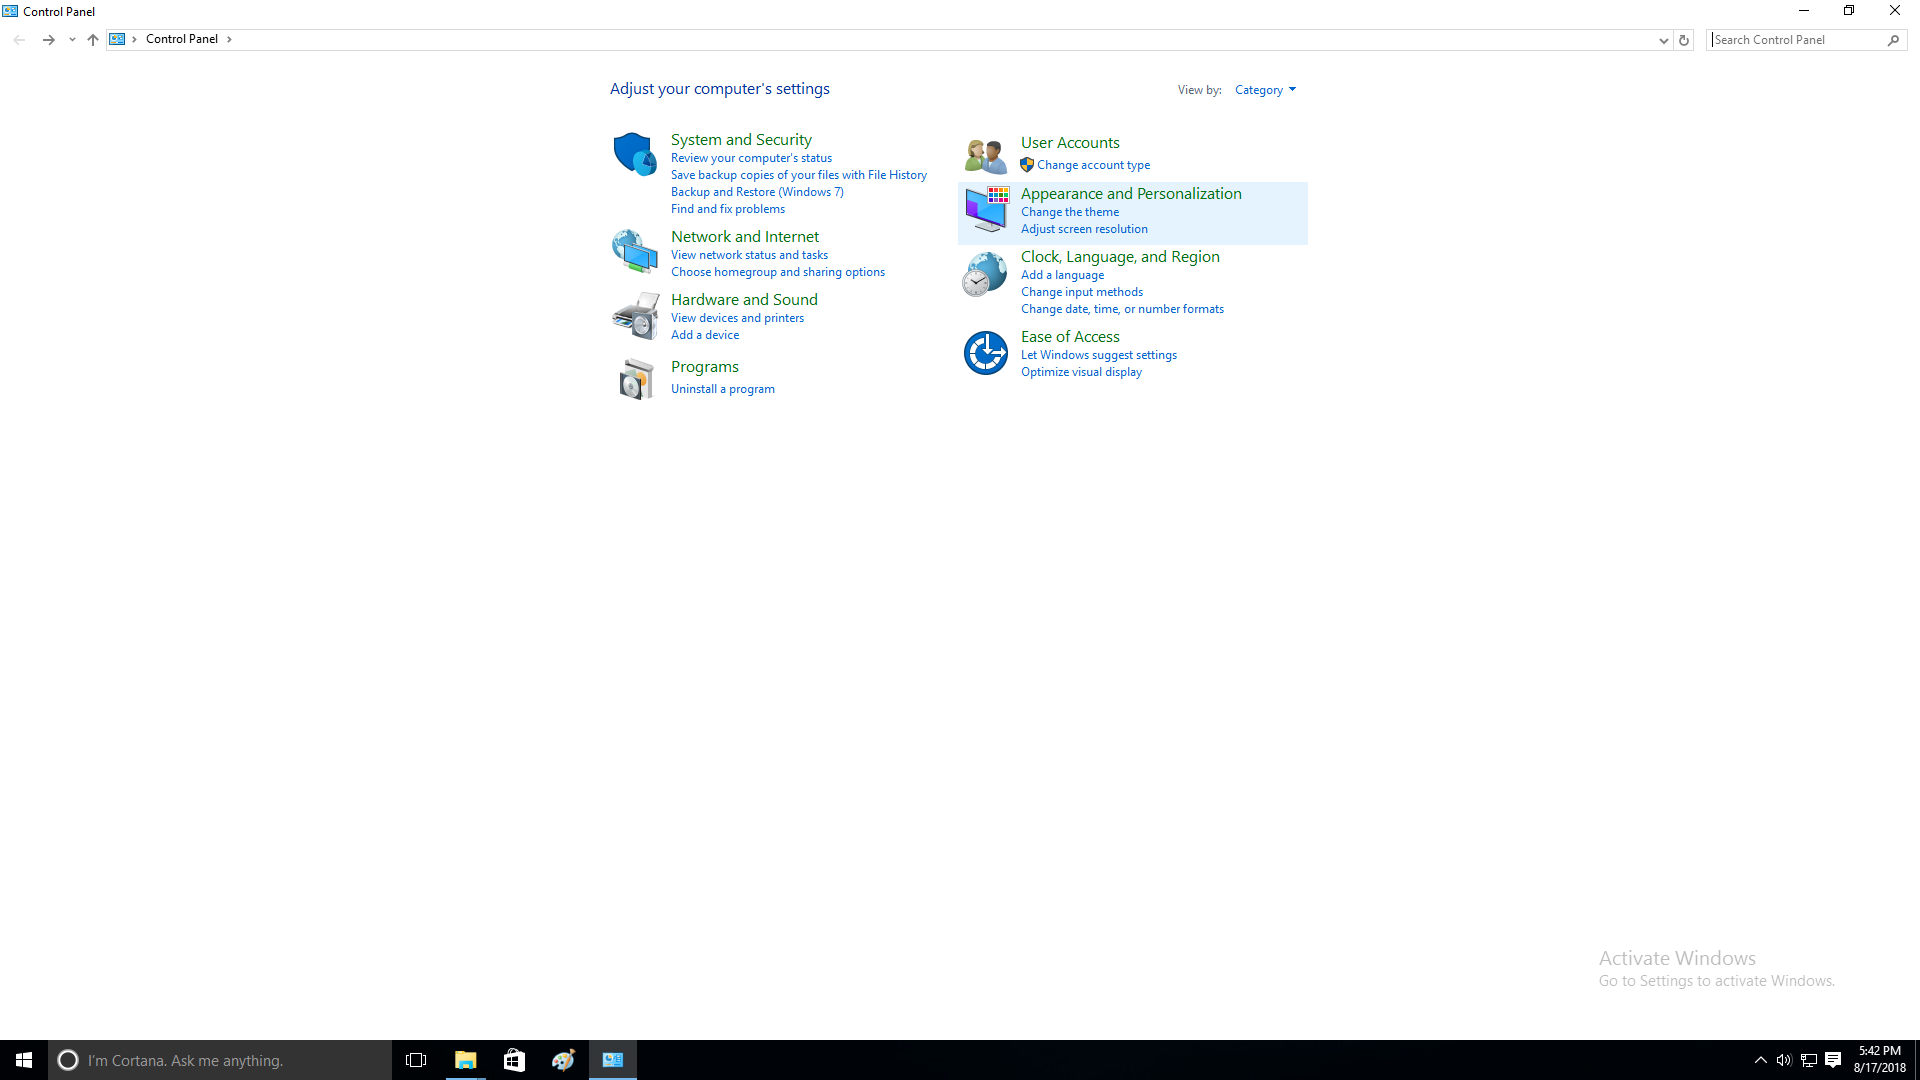 Control Panel
Control Panel
Search Control Panel
Adjust your computer's settings
View by: Category
System and Security
Review your computer's status
Save backup copies of your files with File History
Backup and Restore (Windows 7)
Find and fix problems
Network and Internet
View network status and tasks
Choose homegroup and sharing options
Hardware and Sound
View devices and printers
Add a device
Programs
Uninstall a program
User Accounts
Change account type
Appearance and Personalization
Change the theme
Adjust screen resolution
Clock, Language, and Region
Add a language
Change input methods
Change date, time, or number formats
Ease of Access
Let Windows suggest settings
Optimize visual display
Activate Windows
Go to Settings to activate Windows.
I'm Cortana. Ask me anything.
5:42 PM
8/17/2018